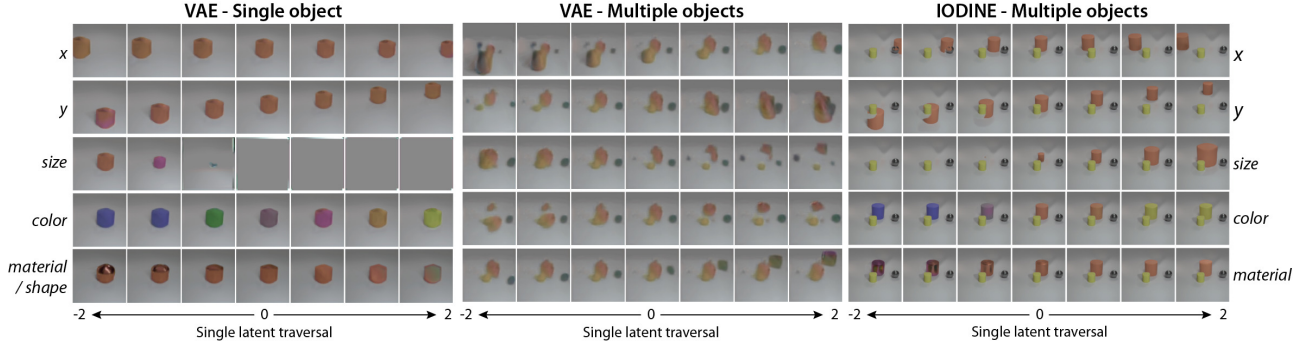 VAE - Single object
VAE - Multiple objects
IODINE - Multiple objects
x
x
y
y
size
size
color
color
material
/ shape
material
-2
0
2
-2
0
2
-2
0
2
Single latent traversal
Single latent traversal
Single latent traversal